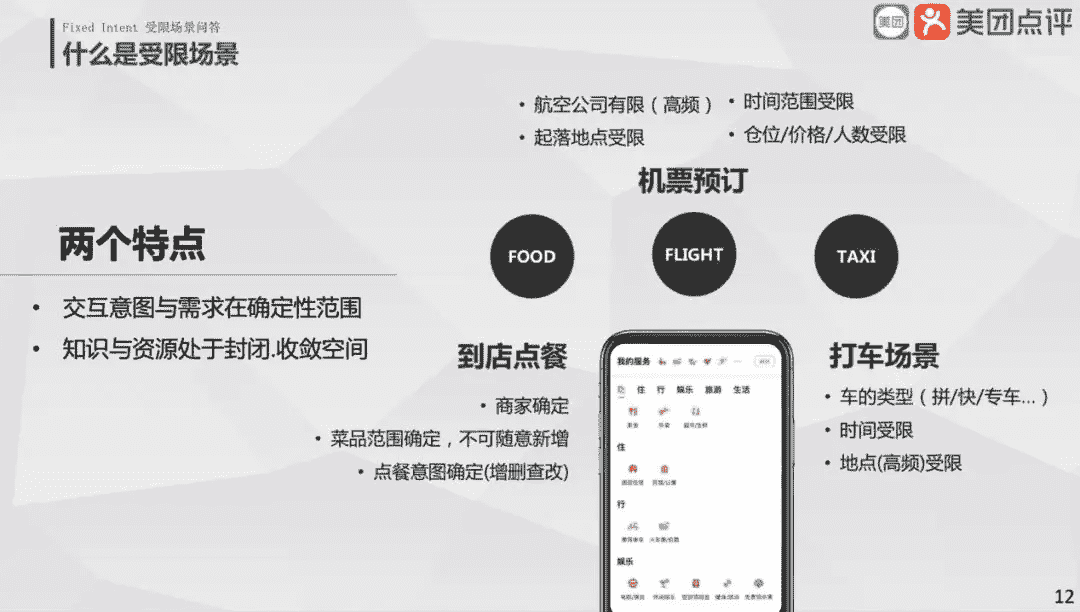 Fixed Intent 受限场景问答
什么是受限场景
美团
美团点评
• 航空公司有限（高频）
• 起落地点受限
• 时间范围受限
• 仓位/价格/人数受限
机票预订
两个特点
• 交互意图与需求在确定性范围
• 知识与资源处于封闭.收敛空间
FOOD
FLIGHT
TAXI
到店点餐
• 商家确定
• 菜品范围确定，不可随意新增
• 点餐意图确定(增删查改)
打车场景
• 车的类型（拼/快/专车...）
• 时间受限
• 地点(高频)受限
我的服务
住 行 娱乐 旅游 生活
美食
外卖
住
行
娱乐
12